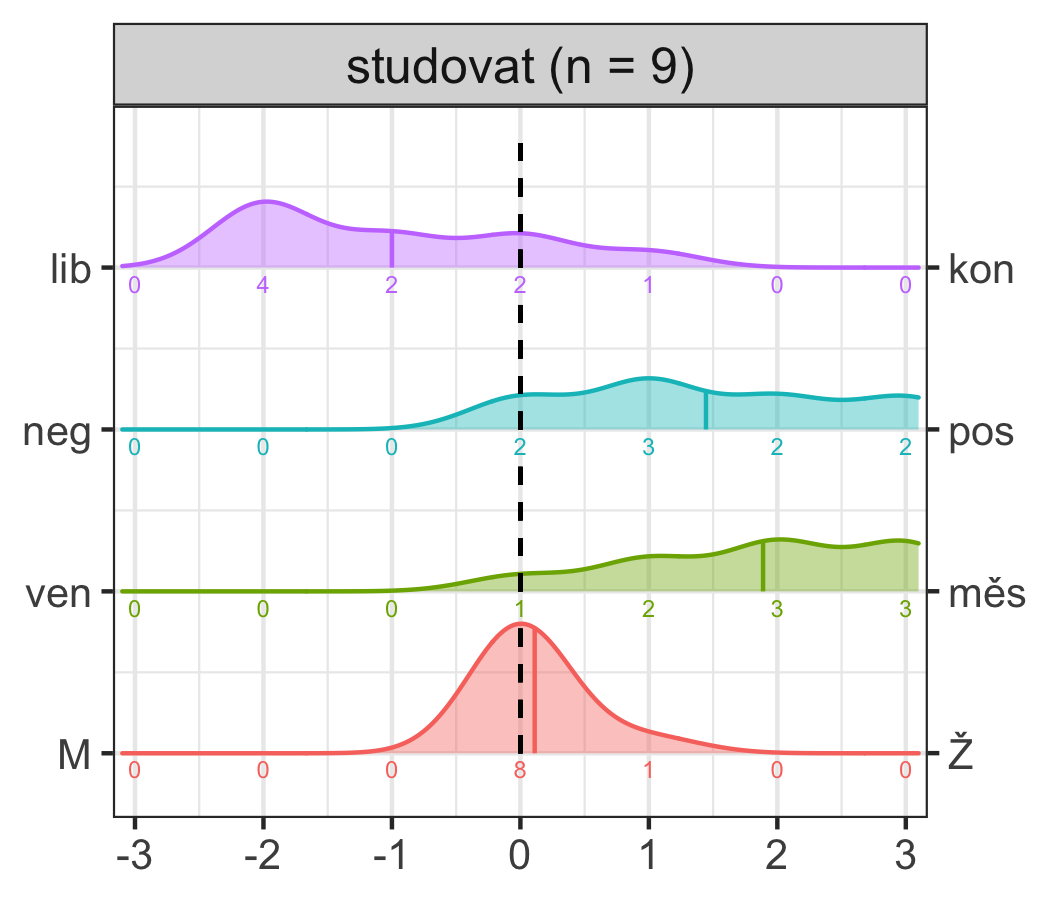 studovat (n = 9)
lib kon
0 4 2 2 1 0 0
neg pos
0 0 0 2 3 2 2
ven měs
0 0 0 1 2 3 3
M Ž
0 0 0 8 1 0 0
-3 -2 -1 0 1 2 3